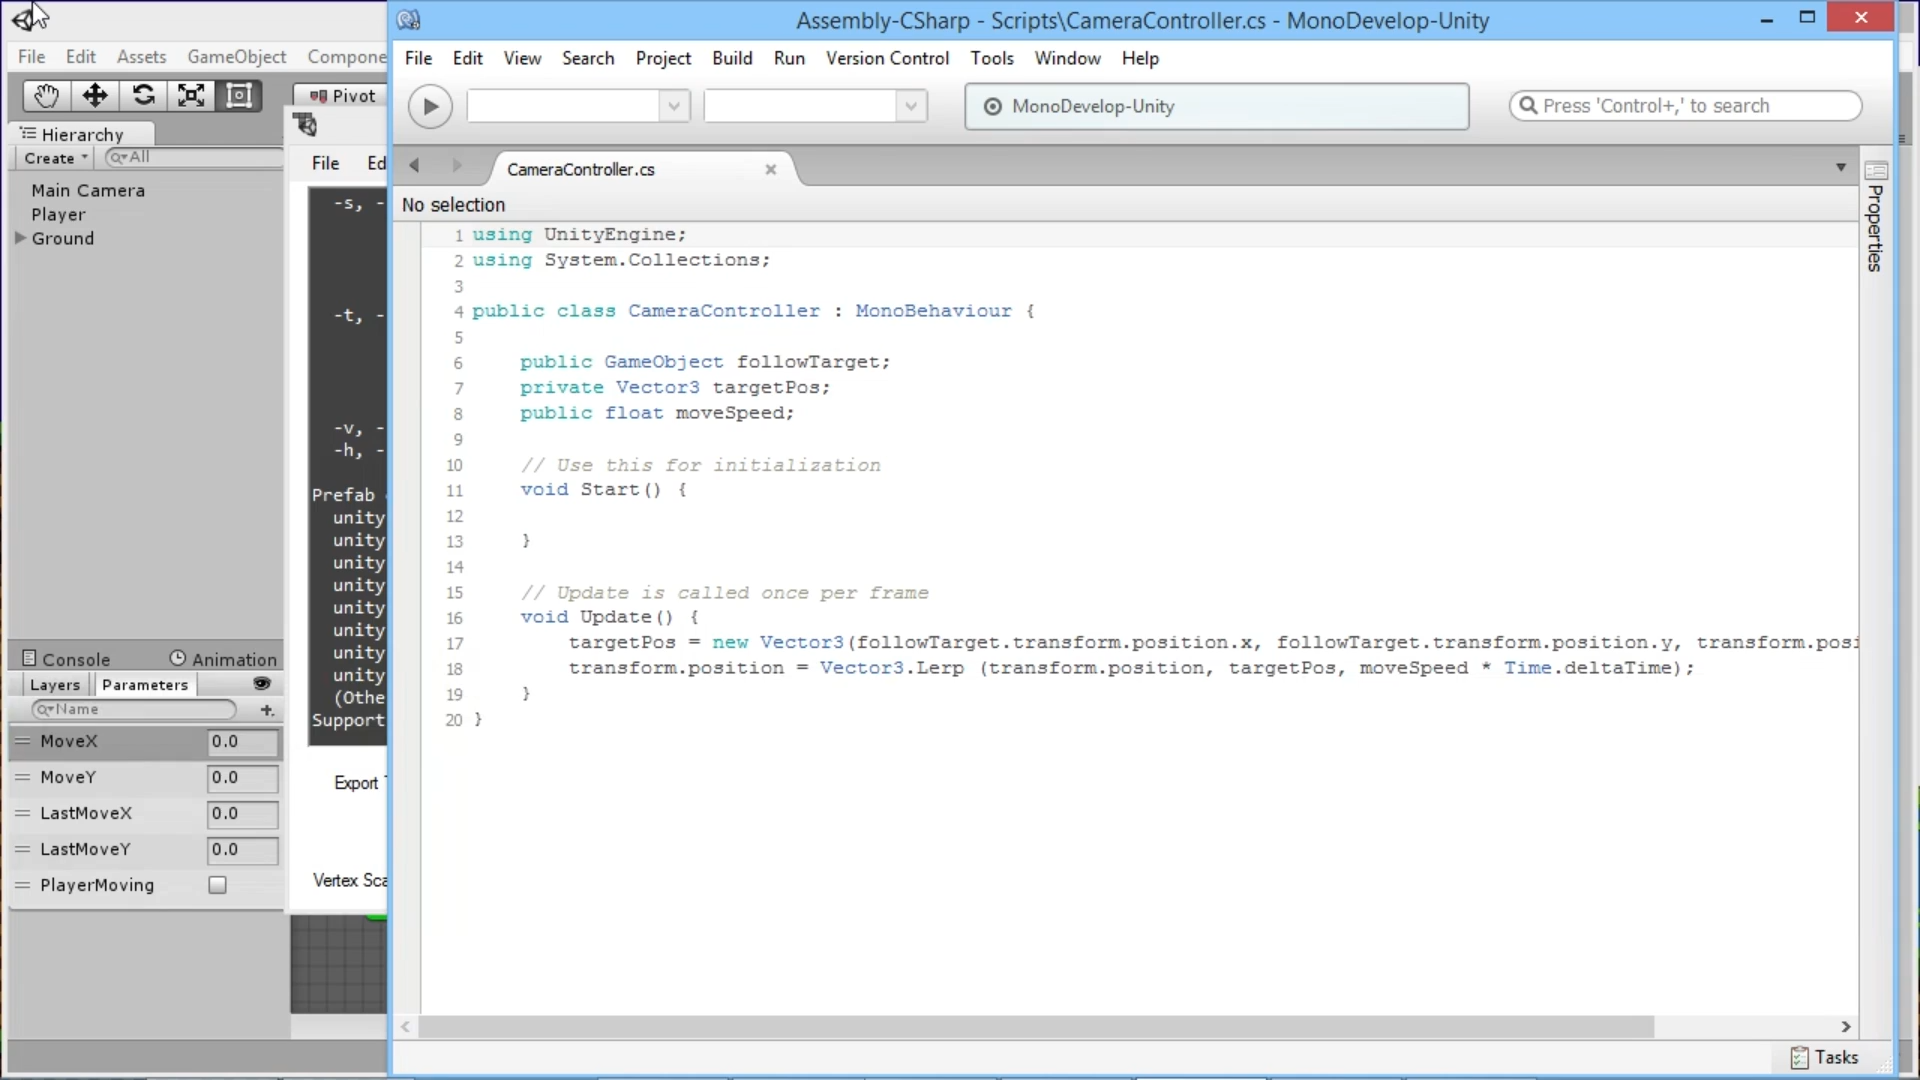 Assembly-CSharp - Scripts\CameraController.cs - MonoDevelop-Unity
File Edit Assets GameObject Compone
File Edit View Search Project Build Run Version Control Tools Window Help
Pivot
MonoDevelop-Unity
Press 'Control+,' to search
Hierarchy
Create All
Main Camera
Player
Ground
File Ed
-s, -
-t, -
-v, -
-h, -
Prefab
unity
unity
unity
unity
unity
unity
unity
unity
(Othe
Support
Export
Vertex Sca
CameraController.cs
No selection
Properties
1 using UnityEngine;
2 using System.Collections;
3
4 public class CameraController : MonoBehaviour {
5
6 public GameObject followTarget;
7 private Vector3 targetPos;
8 public float moveSpeed;
9
10 // Use this for initialization
11 void Start() {
12
13 }
14
15 // Update is called once per frame
16 void Update() {
17 targetPos = new Vector3(followTarget.transform.position.x, followTarget.transform.position.y, transform.posi
18 transform.position = Vector3.Lerp (transform.position, targetPos, moveSpeed * Time.deltaTime);
19 }
20 }
Console Animation
Layers Parameters
Name
MoveX 0.0
MoveY 0.0
LastMoveX 0.0
LastMoveY 0.0
PlayerMoving
Tasks